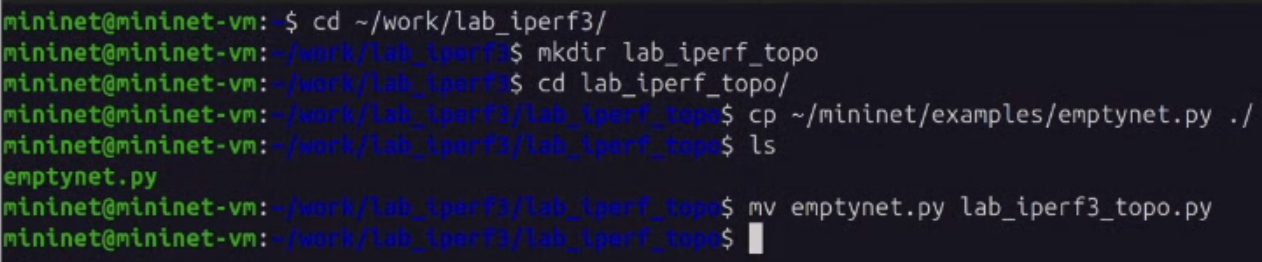 mininet@mininet-vm:~$ cd ~/work/lab_iperf3/
mininet@mininet-vm:~/work/lab_iperf3$ mkdir lab_iperf_topo
mininet@mininet-vm:~/work/lab_iperf3$ cd lab_iperf_topo/
mininet@mininet-vm:~/work/lab_iperf3/lab_iperf_topo$ cp ~/mininet/examples/emptynet.py ./
mininet@mininet-vm:~/work/lab_iperf3/lab_iperf_topo$ ls
emptynet.py
mininet@mininet-vm:~/work/lab_iperf3/lab_iperf_topo$ mv emptynet.py lab_iperf3_topo.py
mininet@mininet-vm:~/work/lab_iperf3/lab_iperf_topo$